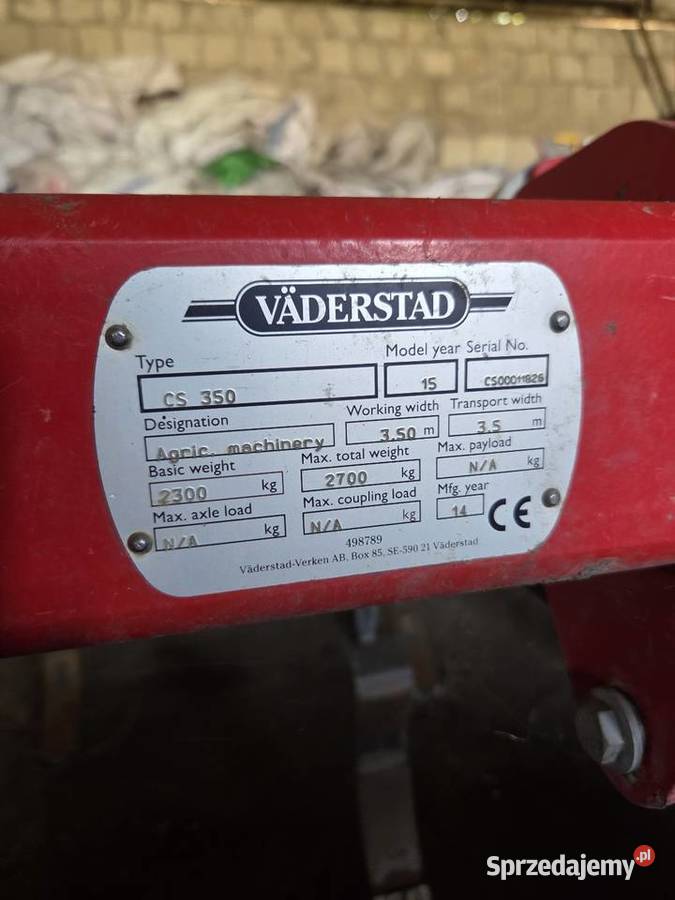 VÄDERSTAD
Type Model year Serial No.
CS 350 15 CS00011826
Designation Working width Transport width
Agric. machinery 3.50 m 3.5 m
Basic weight Max. total weight Max. payload
2300 kg 2700 kg N/A kg
Max. axle load Max. coupling load Mfg. year
N/A kg N/A kg 14 CE
498789
Väderstad-Verken AB, Box 85, SE-590 21 Väderstad
Sprzedajemy.pl